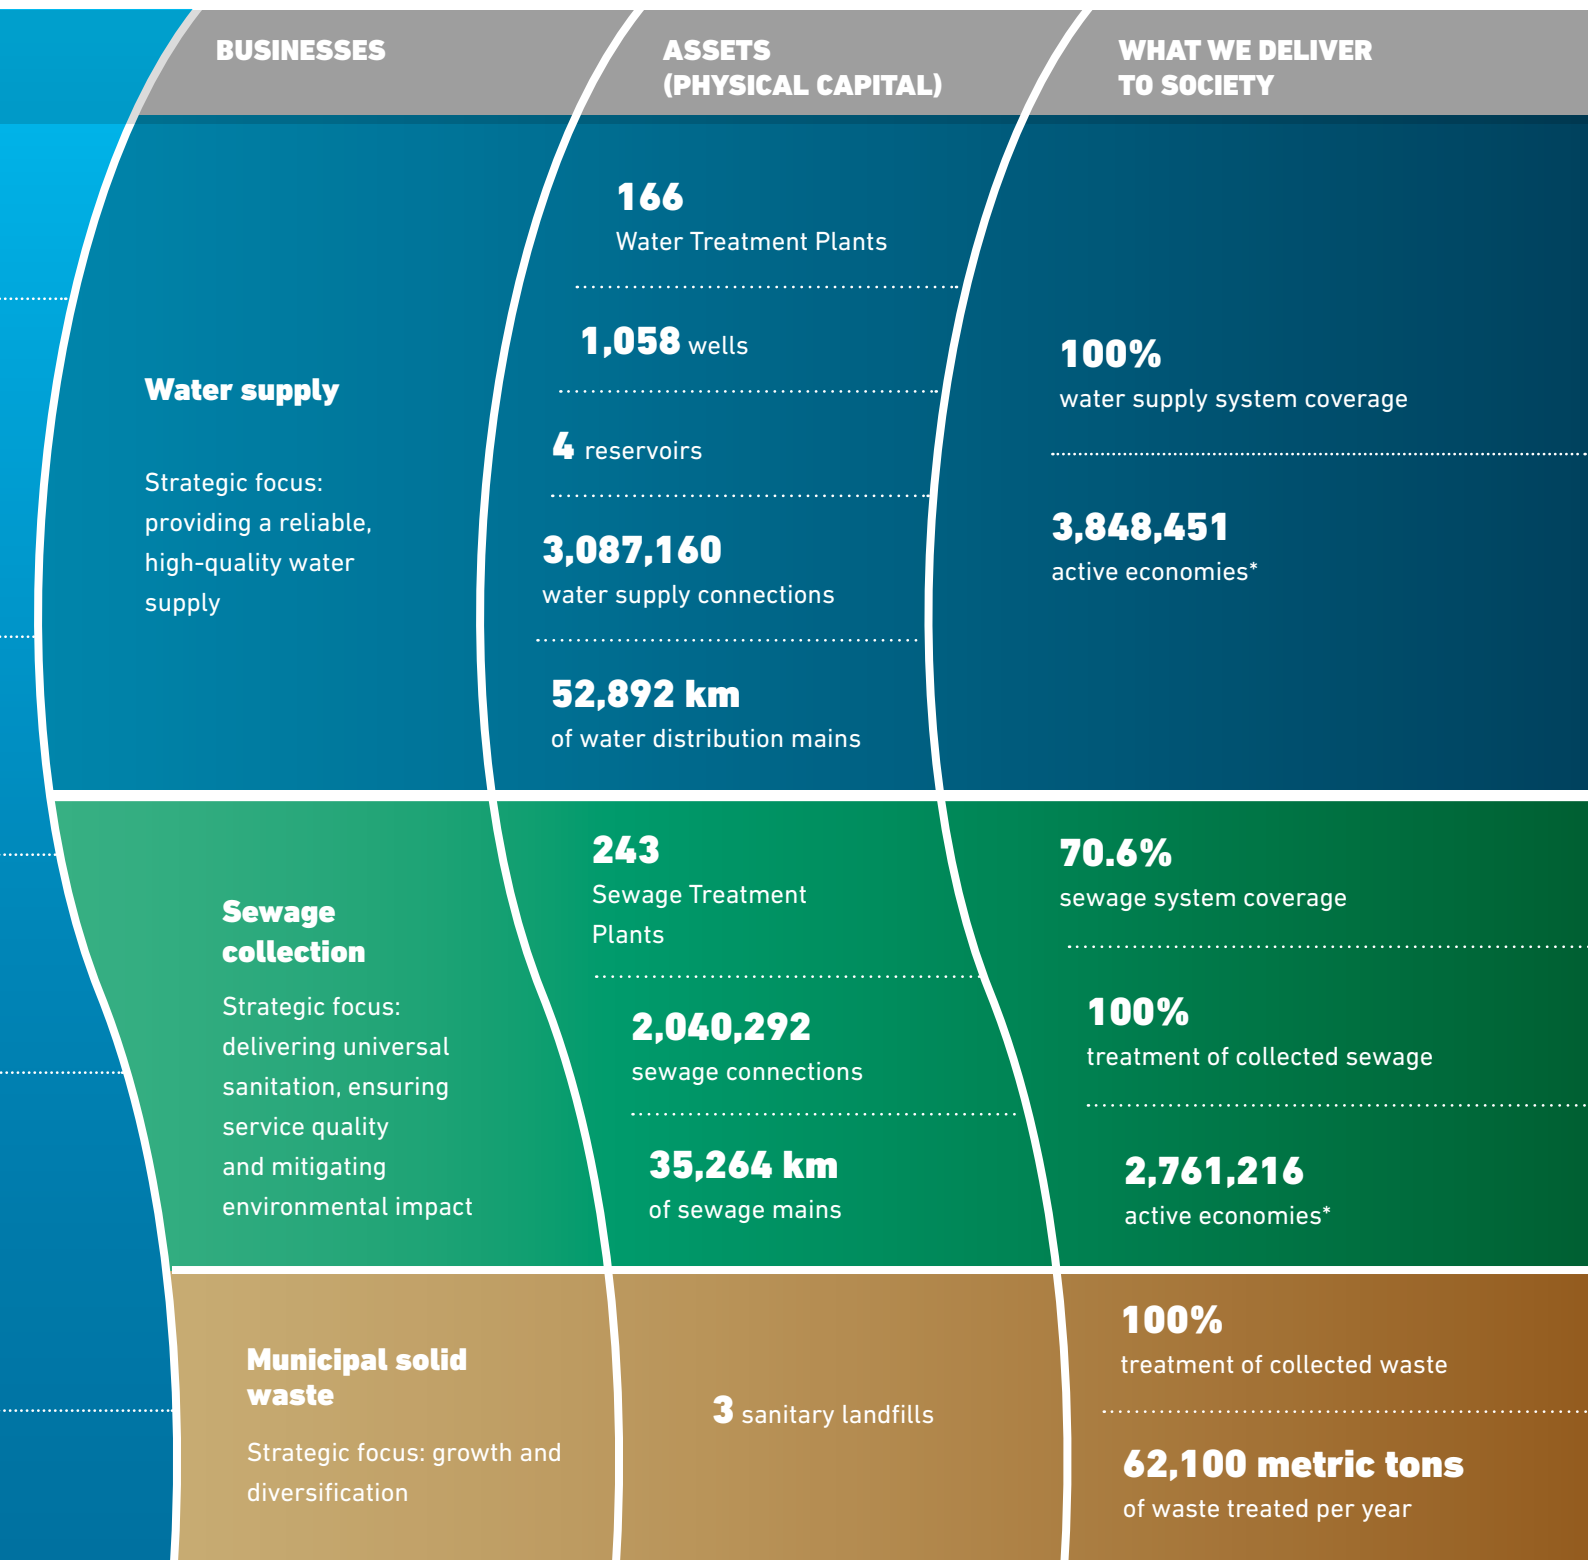 BUSINESSES
ASSETS
(PHYSICAL CAPITAL)
WHAT WE DELIVER
TO SOCIETY
Water supply
Strategic focus:
providing a reliable,
high-quality water
supply
166
Water Treatment Plants
1,058 wells
4 reservoirs
3,087,160
water supply connections
52,892 km
of water distribution mains
100%
water supply system coverage
3,848,451
active economies*
Sewage
collection
Strategic focus:
delivering universal
sanitation, ensuring
service quality
and mitigating
environmental impact
243
Sewage Treatment
Plants
2,040,292
sewage connections
35,264 km
of sewage mains
70.6%
sewage system coverage
100%
treatment of collected sewage
2,761,216
active economies*
Municipal solid
waste
Strategic focus: growth and
diversification
3 sanitary landfills
100%
treatment of collected waste
62,100 metric tons
of waste treated per year